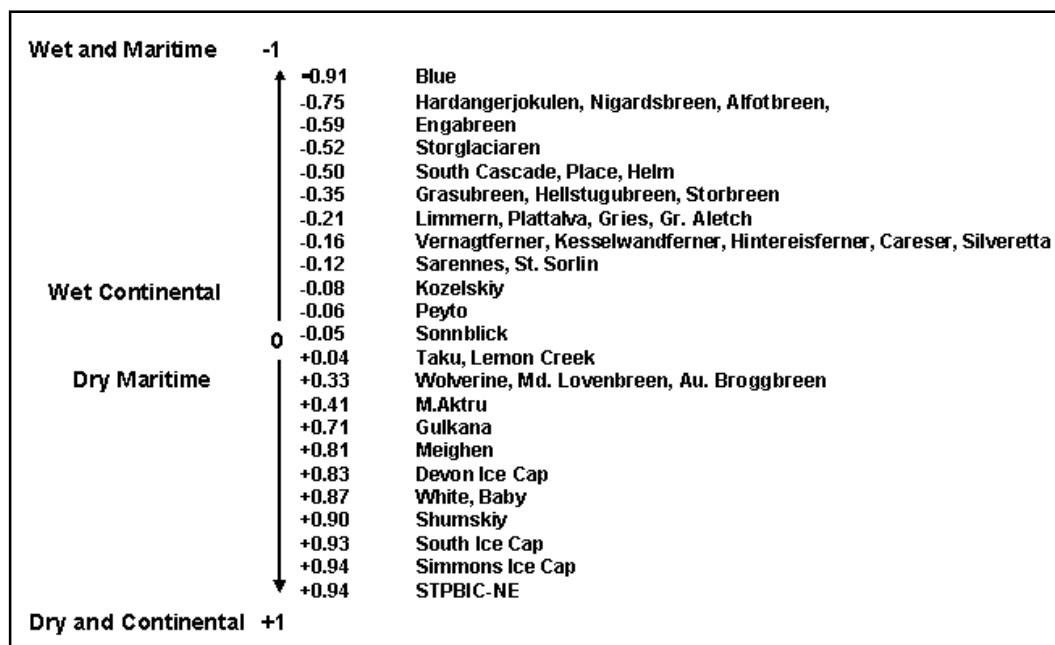 Wet and Maritime -1
-0.91 Blue
-0.75 Hardangerjokulen, Nigardsbreen, Alfotbreen,
-0.59 Engabreen
-0.52 Storglaciaren
-0.50 South Cascade, Place, Helm
-0.35 Grasubreen, Hellstugubreen, Storbreen
-0.21 Limmern, Plattalva, Gries, Gr. Aletch
-0.16 Vernagtferner, Kesselwandferner, Hintereisferner, Careser, Silveretta
-0.12 Sarennes, St. Sorlin
Wet Continental -0.08 Kozelskiy
-0.06 Peyto
-0.05 Sonnblick
0
+0.04 Taku, Lemon Creek
Dry Maritime +0.33 Wolverine, Md. Lovenbreen, Au. Broggbreen
+0.41 M.Aktru
+0.71 Gulkana
+0.81 Meighen
+0.83 Devon Ice Cap
+0.87 White, Baby
+0.90 Shumskiy
+0.93 South Ice Cap
+0.94 Simmons Ice Cap
+0.94 STPBIC-NE
Dry and Continental +1